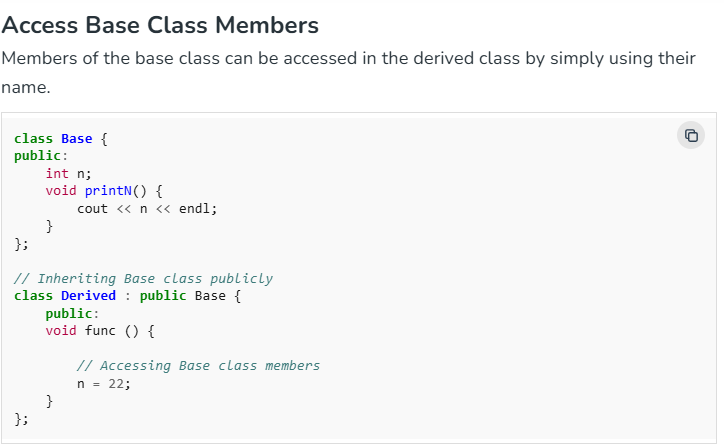 Access Base Class Members
Members of the base class can be accessed in the derived class by simply using their
name.
class Base {
public:
    int n;
    void printN() {
        cout << n << endl;
    }
};

// Inheriting Base class publicly
class Derived : public Base {
    public:
    void func () {

        // Accessing Base class members
        n = 22;
    }
};